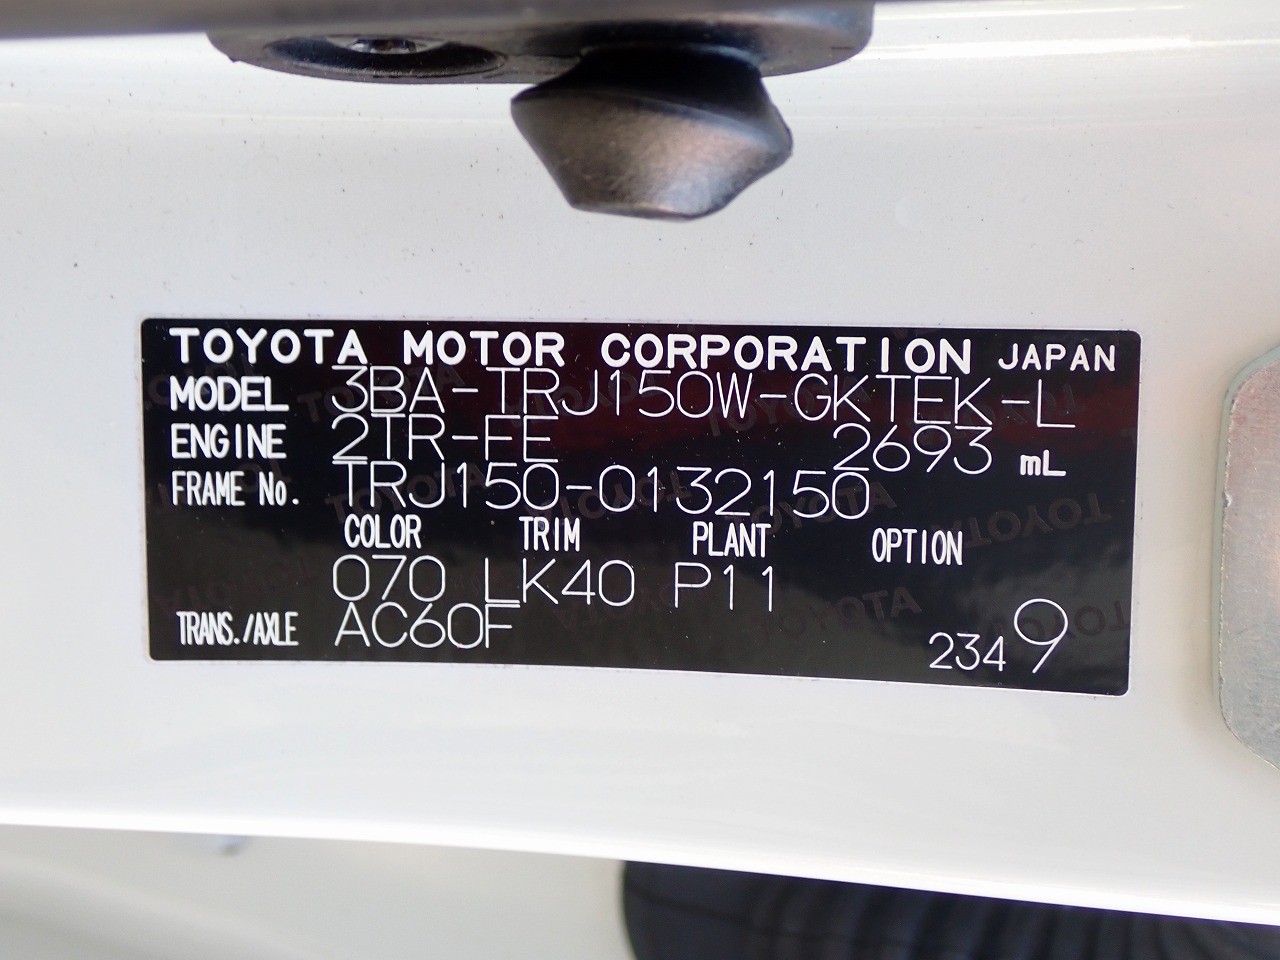 TOYOTA MOTOR CORPORATION JAPAN
MODEL 3BA-TRJ150W-GKTEK-L
ENGINE 2TR-FE 2693 mL
FRAME No. TRJ150-0132150
COLOR TRIM PLANT OPTION
070 LK40 P11
TRANS./AXLE AC60F 2349